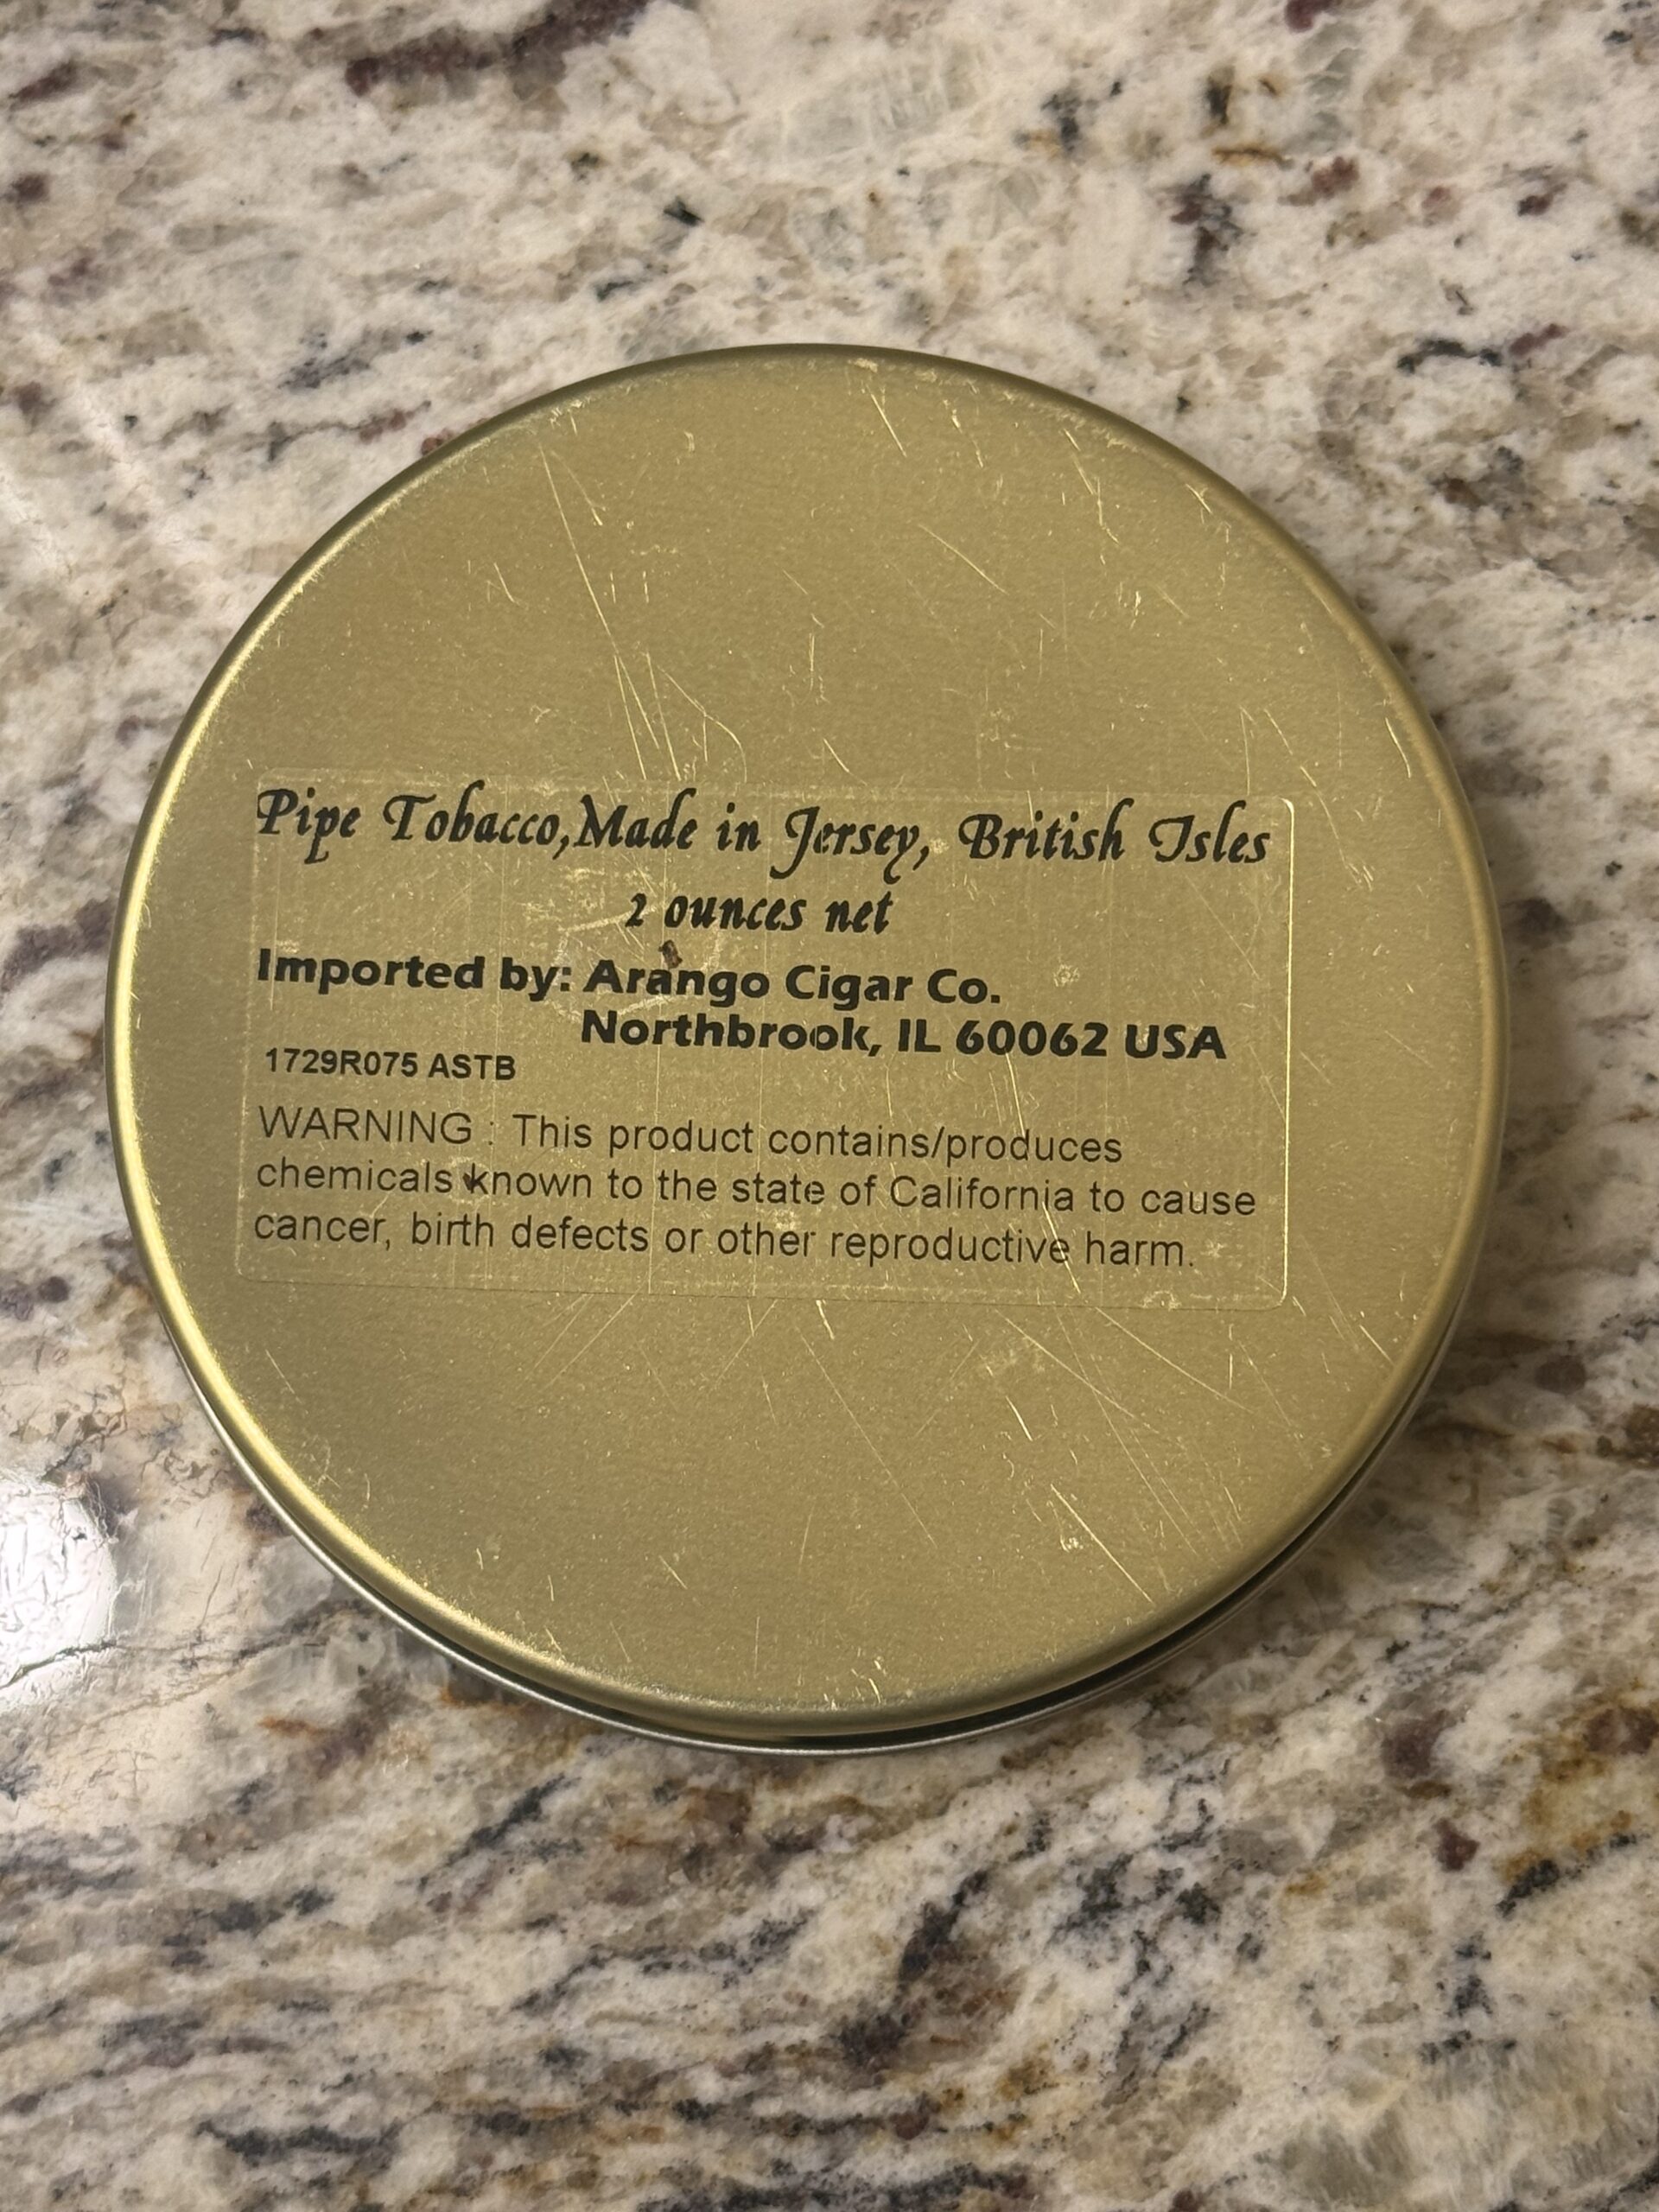 Pipe Tobacco,Made in Jersey, British Isles
2 ounces net
Imported by: Arango Cigar Co.
Northbrook, IL 60062 USA
1729R075 ASTB
WARNING : This product contains/produces
chemicals known to the state of California to cause
cancer, birth defects or other reproductive harm.